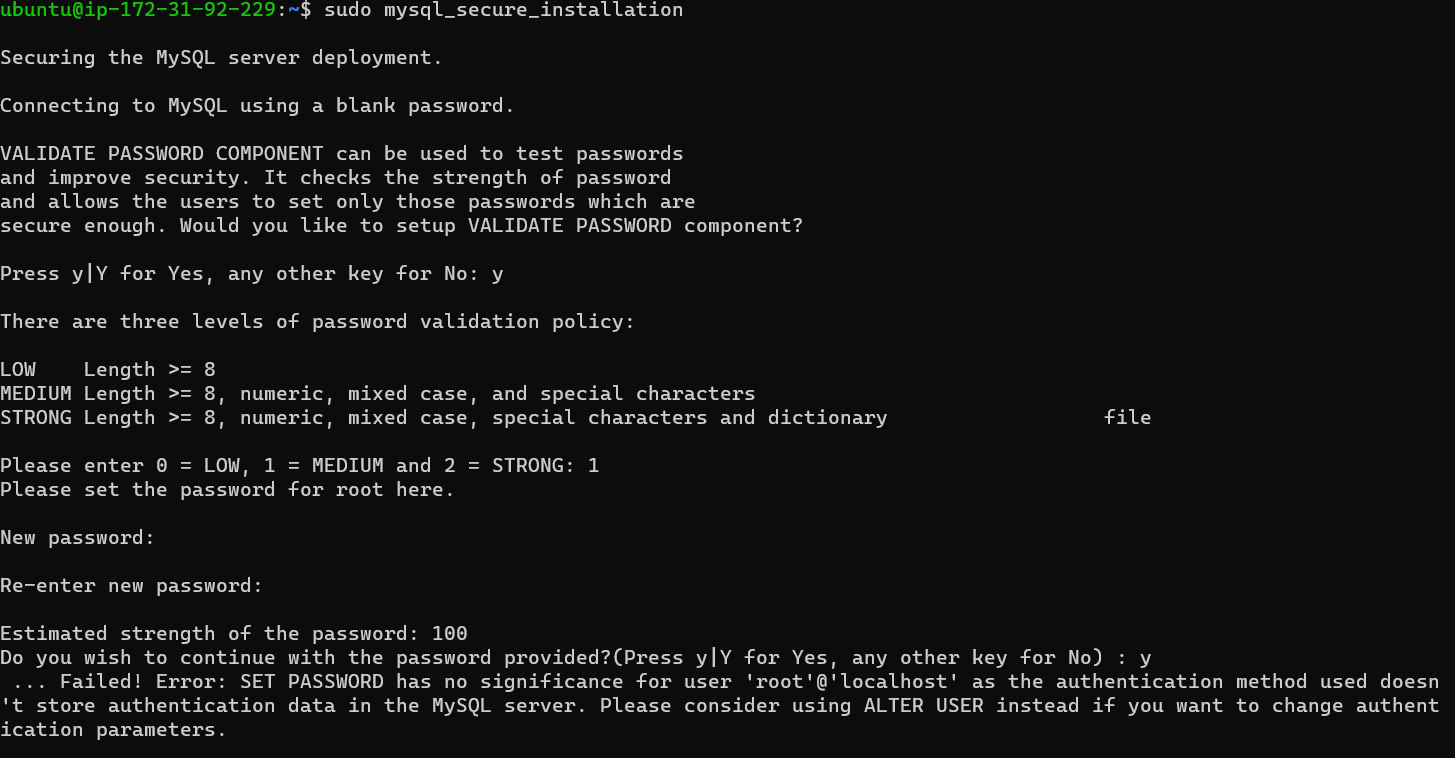 ubuntu@ip-172-31-92-229:~$ sudo mysql_secure_installation
Securing the MySQL server deployment.
Connecting to MySQL using a blank password.
VALIDATE PASSWORD COMPONENT can be used to test passwords
and improve security. It checks the strength of password
and allows the users to set only those passwords which are
secure enough. Would you like to setup VALIDATE PASSWORD component?
Press y|Y for Yes, any other key for No: y
There are three levels of password validation policy:
LOW    Length >= 8
MEDIUM Length >= 8, numeric, mixed case, and special characters
STRONG Length >= 8, numeric, mixed case, special characters and dictionary                  file
Please enter 0 = LOW, 1 = MEDIUM and 2 = STRONG: 1
Please set the password for root here.
New password:
Re-enter new password:
Estimated strength of the password: 100
Do you wish to continue with the password provided?(Press y|Y for Yes, any other key for No) : y
 ... Failed! Error: SET PASSWORD has no significance for user 'root'@'localhost' as the authentication method used doesn
't store authentication data in the MySQL server. Please consider using ALTER USER instead if you want to change authent
ication parameters.